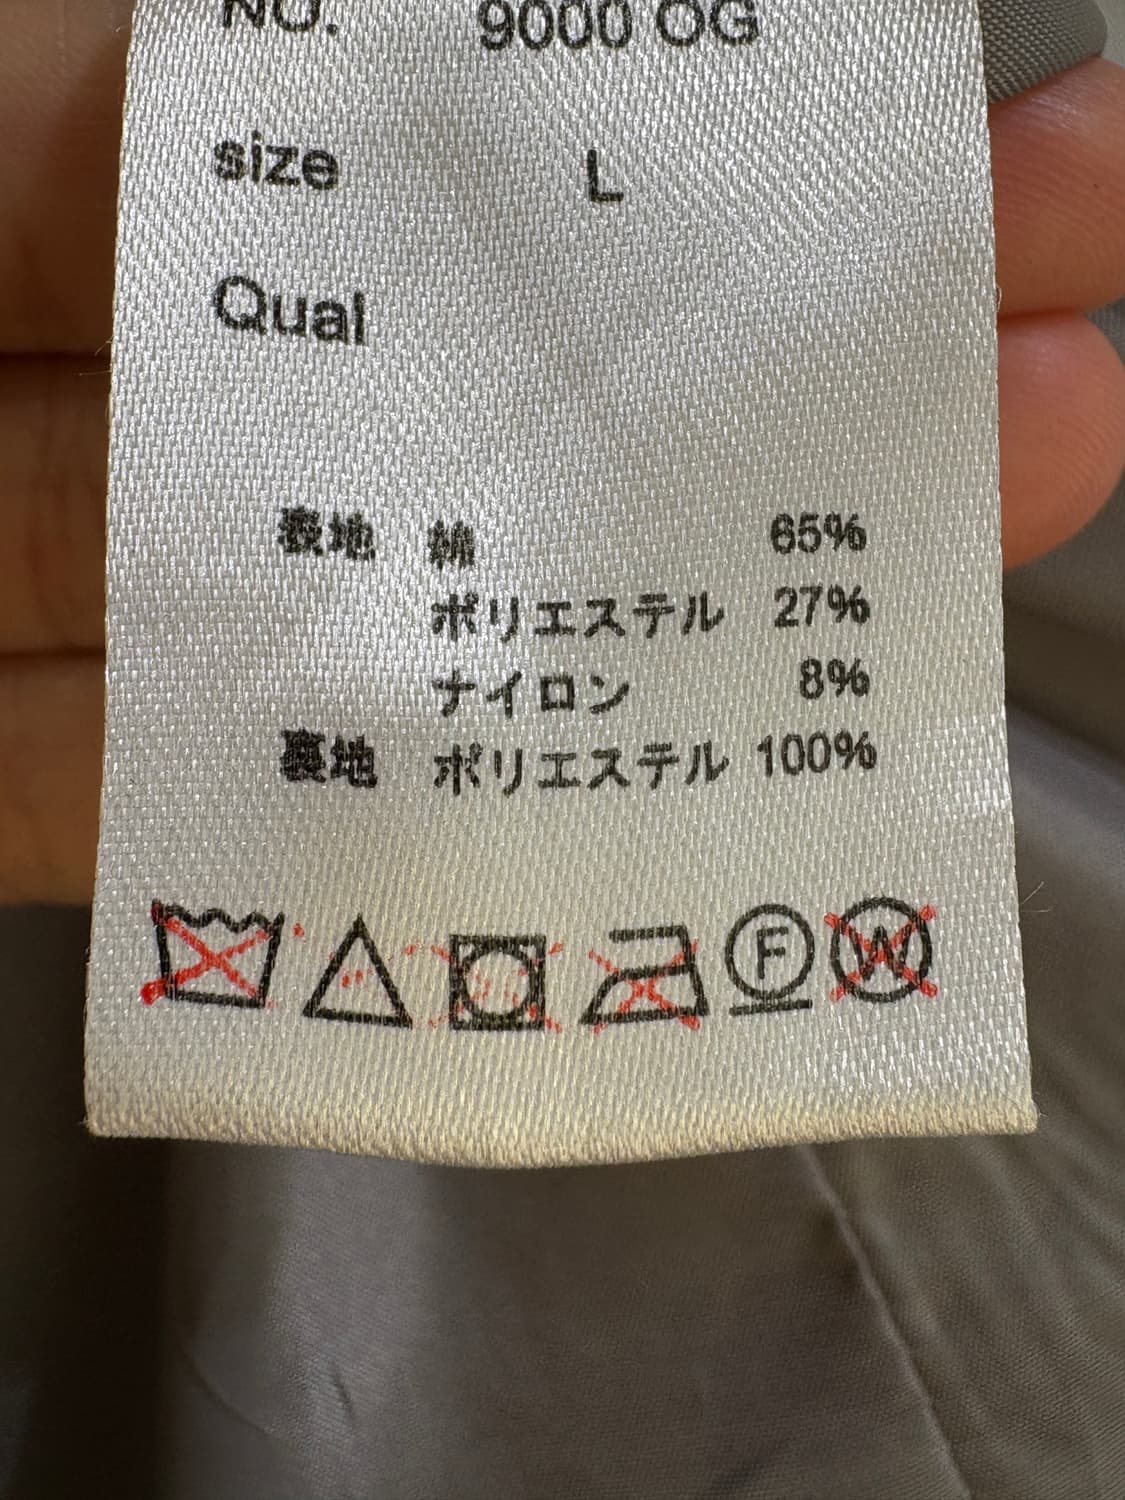 NO. 9000 OG
size L
Qual
表地 綿 65%
ポリエステル 27%
ナイロン 8%
裏地 ポリエステル 100%
F W